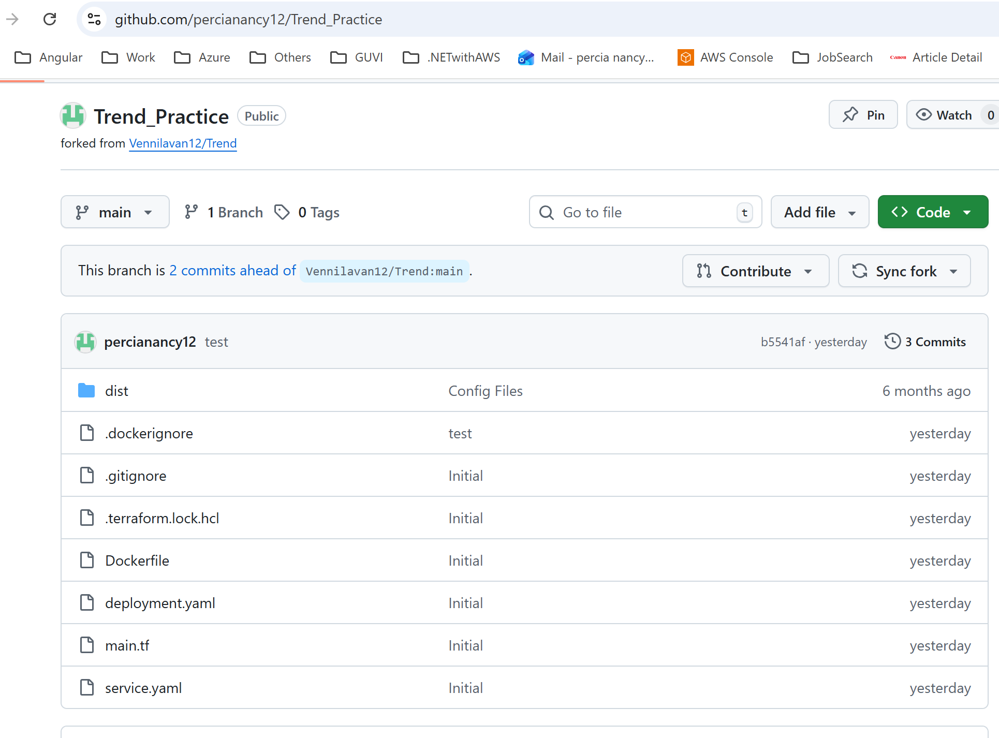 github.com/percianancy12/Trend_Practice
Angular Work Azure Others GUVI .NETwithAWS Mail - percia nancy... AWS Console JobSearch Canon Article Detail
Trend_Practice Public Pin Watch 0
forked from Vennilavan12/Trend
main 1 Branch 0 Tags Go to file t Add file Code
This branch is 2 commits ahead of Vennilavan12/Trend:main. Contribute Sync fork
percianancy12 test b5541af · yesterday 3 Commits
dist Config Files 6 months ago
.dockerignore test yesterday
.gitignore Initial yesterday
.terraform.lock.hcl Initial yesterday
Dockerfile Initial yesterday
deployment.yaml Initial yesterday
main.tf Initial yesterday
service.yaml Initial yesterday